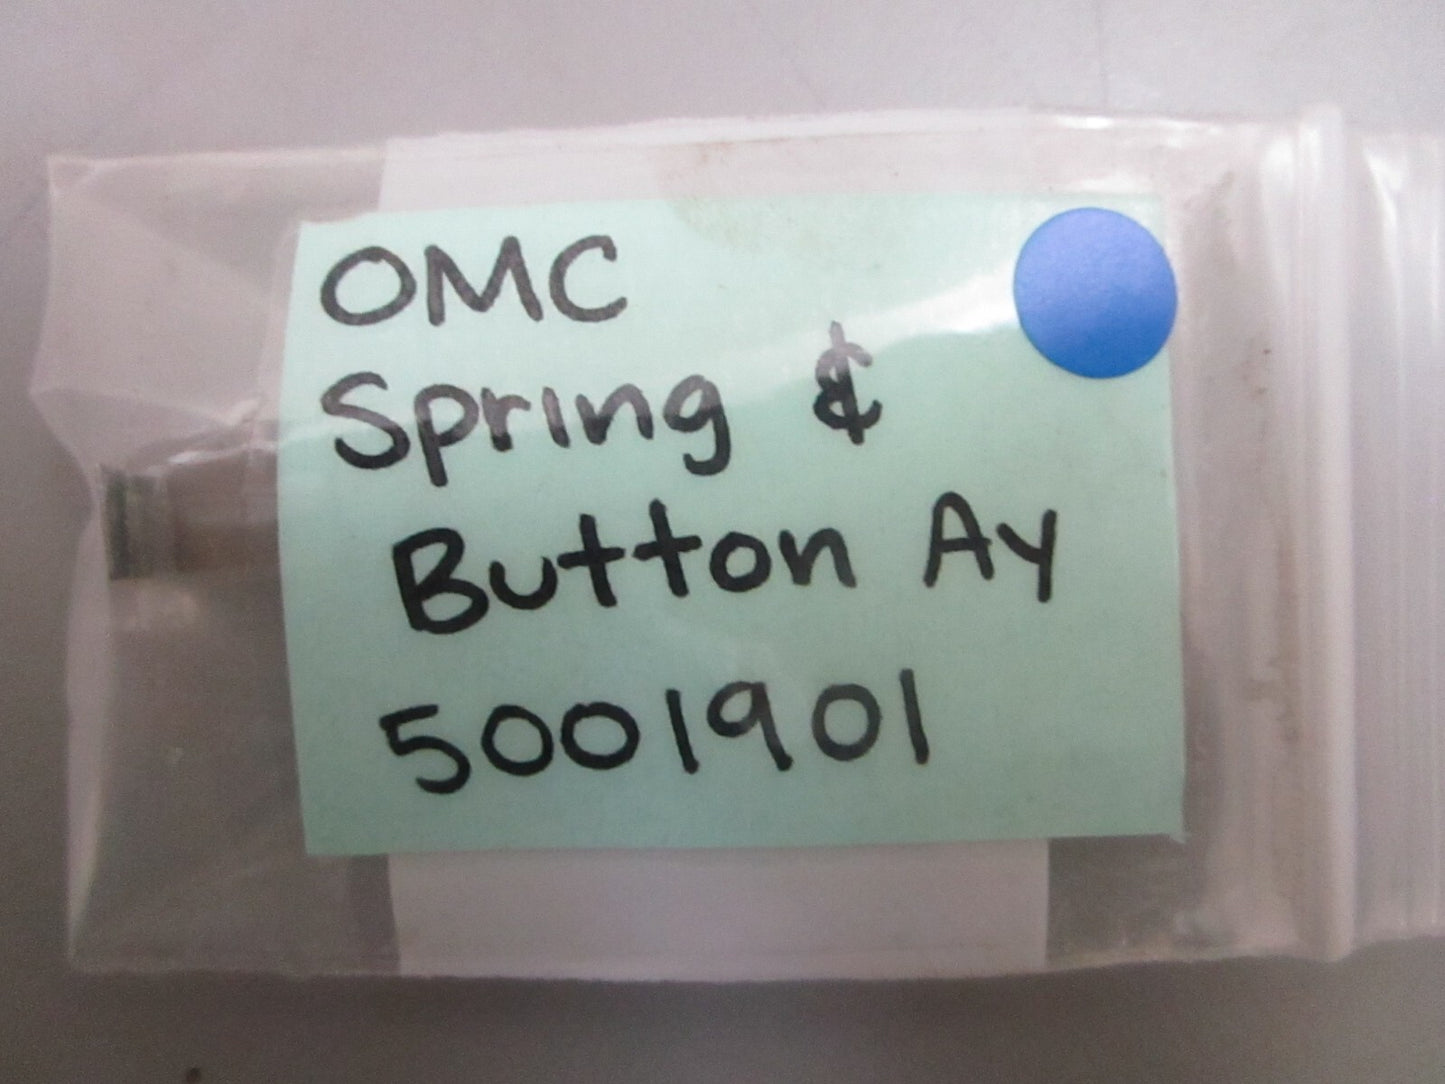 OMC
Spring &
Button Ay
5001901